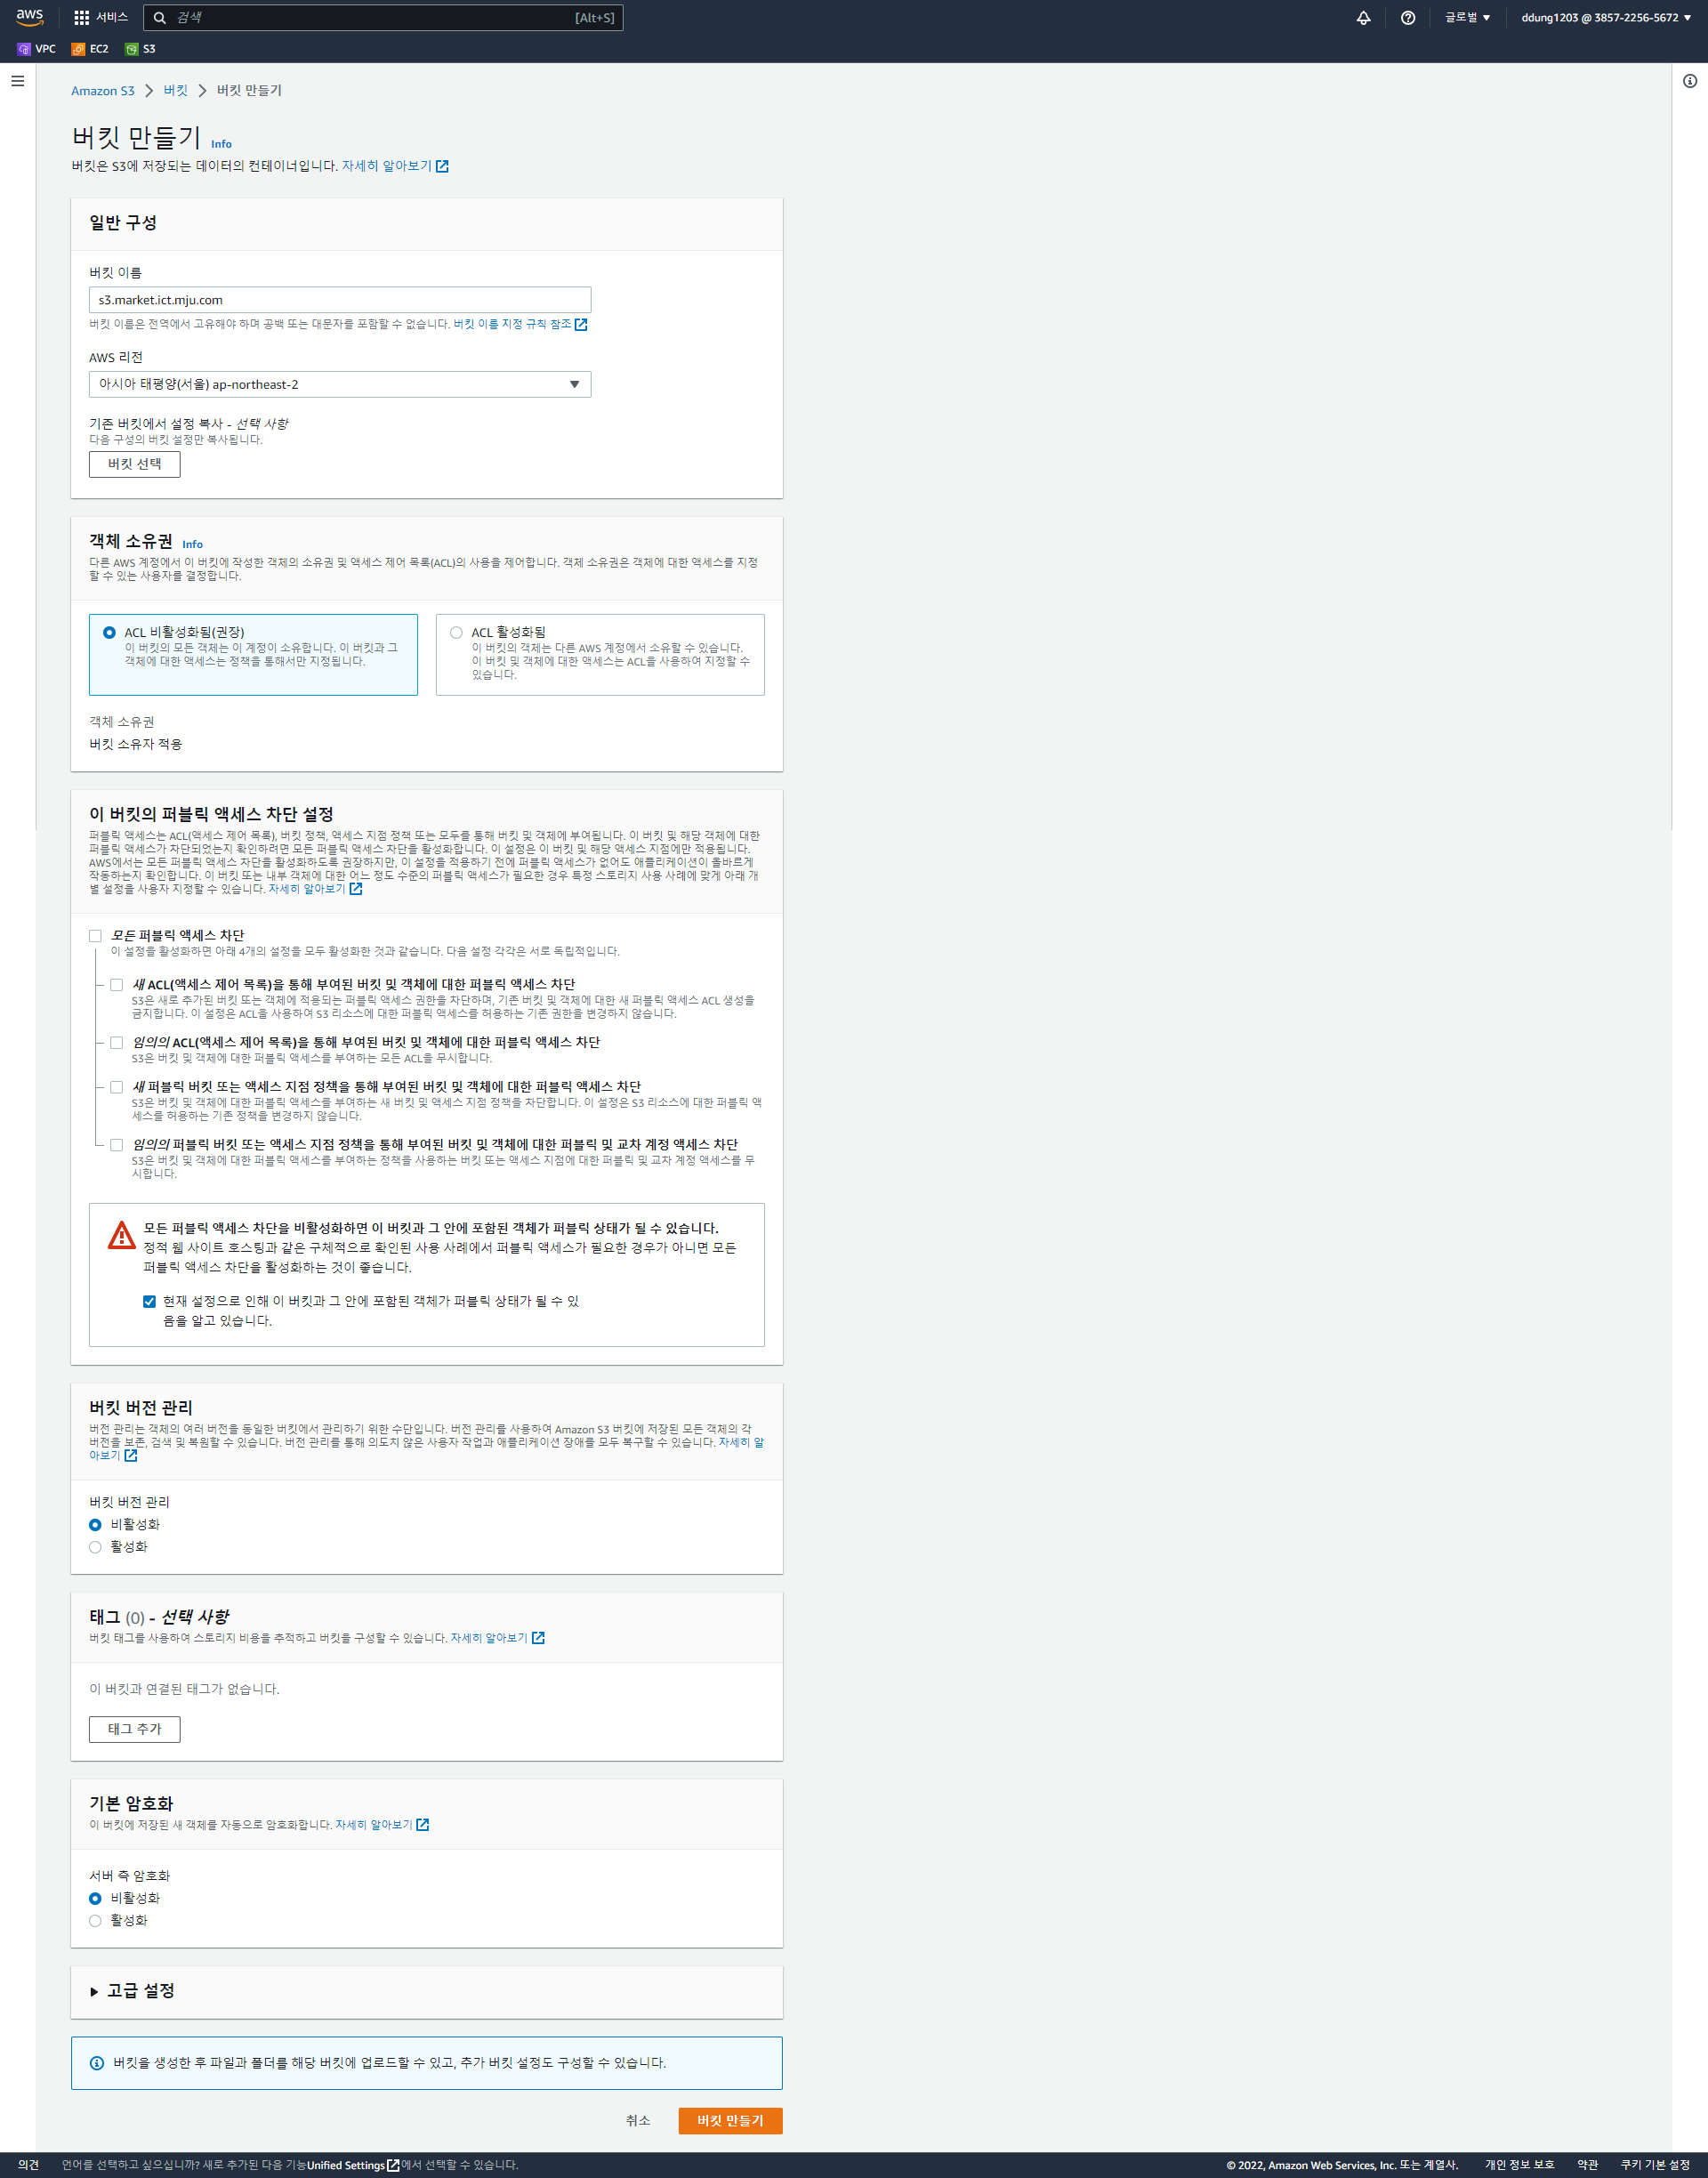 aws
서비스
검색
[Alt+S]
글로벌
ddung1203 @ 3857-2256-5672
VPC
EC2
S3
Amazon S3
버킷
버킷 만들기
버킷 만들기 Info
버킷은 S3에 저장되는 데이터의 컨테이너입니다. 자세히 알아보기
일반 구성
버킷 이름
s3.market.ict.mju.com
버킷 이름은 전역에서 고유해야 하며 공백 또는 대문자를 포함할 수 없습니다. 버킷 이름 지정 규칙 참조
AWS 리전
아시아 태평양(서울) ap-northeast-2
기존 버킷에서 설정 복사 - 선택 사항
다음 구성의 버킷 설정만 복사됩니다.
버킷 선택
객체 소유권 Info
다른 AWS 계정에서 이 버킷에 작성한 객체의 소유권 및 액세스 제어 목록(ACL)의 사용을 제어합니다. 객체 소유권은 객체에 대한 액세스를 지정
할 수 있는 사용자를 결정합니다.
ACL 비활성화됨(권장)
이 버킷의 모든 객체는 이 계정이 소유합니다. 이 버킷과 그
객체에 대한 액세스는 정책을 통해서만 지정됩니다.
ACL 활성화됨
이 버킷의 객체는 다른 AWS 계정에서 소유할 수 있습니다.
이 버킷 및 객체에 대한 액세스는 ACL을 사용하여 지정할 수
있습니다.
객체 소유권
버킷 소유자 적용
이 버킷의 퍼블릭 액세스 차단 설정
퍼블릭 액세스는 ACL(액세스 제어 목록), 버킷 정책, 액세스 지점 정책 또는 모두를 통해 버킷 및 객체에 부여됩니다. 이 버킷 및 해당 객체에 대한
퍼블릭 액세스가 차단되었는지 확인하려면 모든 퍼블릭 액세스 차단을 활성화합니다. 이 설정은 이 버킷 및 해당 액세스 지점에만 적용됩니다.
AWS에서는 모든 퍼블릭 액세스 차단을 활성화하도록 권장하지만, 이 설정을 적용하기 전에 퍼블릭 액세스가 없어도 애플리케이션이 올바르게
작동하는지 확인합니다. 이 버킷 또는 내부 객체에 대한 어느 정도 수준의 퍼블릭 액세스가 필요한 경우 특정 스토리지 사용 사례에 맞게 아래 개
별 설정을 사용자 지정할 수 있습니다. 자세히 알아보기
모든 퍼블릭 액세스 차단
이 설정을 활성화하면 아래 4개의 설정을 모두 활성화한 것과 같습니다. 다음 설정 각각은 서로 독립적입니다.
새 ACL(액세스 제어 목록)을 통해 부여된 버킷 및 객체에 대한 퍼블릭 액세스 차단
S3은 새로 추가된 버킷 또는 객체에 적용되는 퍼블릭 액세스 권한을 차단하며, 기존 버킷 및 객체에 대한 새 퍼블릭 액세스 ACL 생성을
금지합니다. 이 설정은 ACL을 사용하여 S3 리소스에 대한 퍼블릭 액세스를 허용하는 기존 권한을 변경하지 않습니다.
임의의 ACL(액세스 제어 목록)을 통해 부여된 버킷 및 객체에 대한 퍼블릭 액세스 차단
S3은 버킷 및 객체에 대한 퍼블릭 액세스를 부여하는 모든 ACL을 무시합니다.
새 퍼블릭 버킷 또는 액세스 지점 정책을 통해 부여된 버킷 및 객체에 대한 퍼블릭 액세스 차단
S3은 버킷 및 객체에 대한 퍼블릭 액세스를 부여하는 새 버킷 및 액세스 지점 정책을 차단합니다. 이 설정은 S3 리소스에 대한 퍼블릭 액
세스를 허용하는 기존 정책을 변경하지 않습니다.
임의의 퍼블릭 버킷 또는 액세스 지점 정책을 통해 부여된 버킷 및 객체에 대한 퍼블릭 및 교차 계정 액세스 차단
S3은 버킷 및 객체에 대한 퍼블릭 액세스를 부여하는 정책을 사용하는 버킷 또는 액세스 지점에 대한 퍼블릭 및 교차 계정 액세스를 무
시합니다.
모든 퍼블릭 액세스 차단을 비활성화하면 이 버킷과 그 안에 포함된 객체가 퍼블릭 상태가 될 수 있습니다.
정적 웹 사이트 호스팅과 같은 구체적으로 확인된 사용 사례에서 퍼블릭 액세스가 필요한 경우가 아니면 모든
퍼블릭 액세스 차단을 활성화하는 것이 좋습니다.
현재 설정으로 인해 이 버킷과 그 안에 포함된 객체가 퍼블릭 상태가 될 수 있
음을 알고 있습니다.
버킷 버전 관리
버전 관리는 객체의 여러 버전을 동일한 버킷에서 관리하기 위한 수단입니다. 버전 관리를 사용하여 Amazon S3 버킷에 저장된 모든 객체의 각
버전을 보존, 검색 및 복원할 수 있습니다. 버전 관리를 통해 의도치 않은 사용자 작업과 애플리케이션 장애를 모두 복구할 수 있습니다. 자세히 알
아보기
버킷 버전 관리
비활성화
활성화
태그 (0) - 선택 사항
버킷 태그를 사용하여 스토리지 비용을 추적하고 버킷을 구성할 수 있습니다. 자세히 알아보기
이 버킷과 연결된 태그가 없습니다.
태그 추가
기본 암호화
이 버킷에 저장된 새 객체를 자동으로 암호화합니다. 자세히 알아보기
서버 측 암호화
비활성화
활성화
고급 설정
버킷을 생성한 후 파일과 폴더를 해당 버킷에 업로드할 수 있고, 추가 버킷 설정도 구성할 수 있습니다.
취소
버킷 만들기
의견
언어를 선택하고 싶으십니까? 새로 추가된 다음 기능Unified Settings에서 선택할 수 있습니다.
© 2022, Amazon Web Services, Inc. 또는 계열사.
개인 정보 보호
약관
쿠키 기본 설정